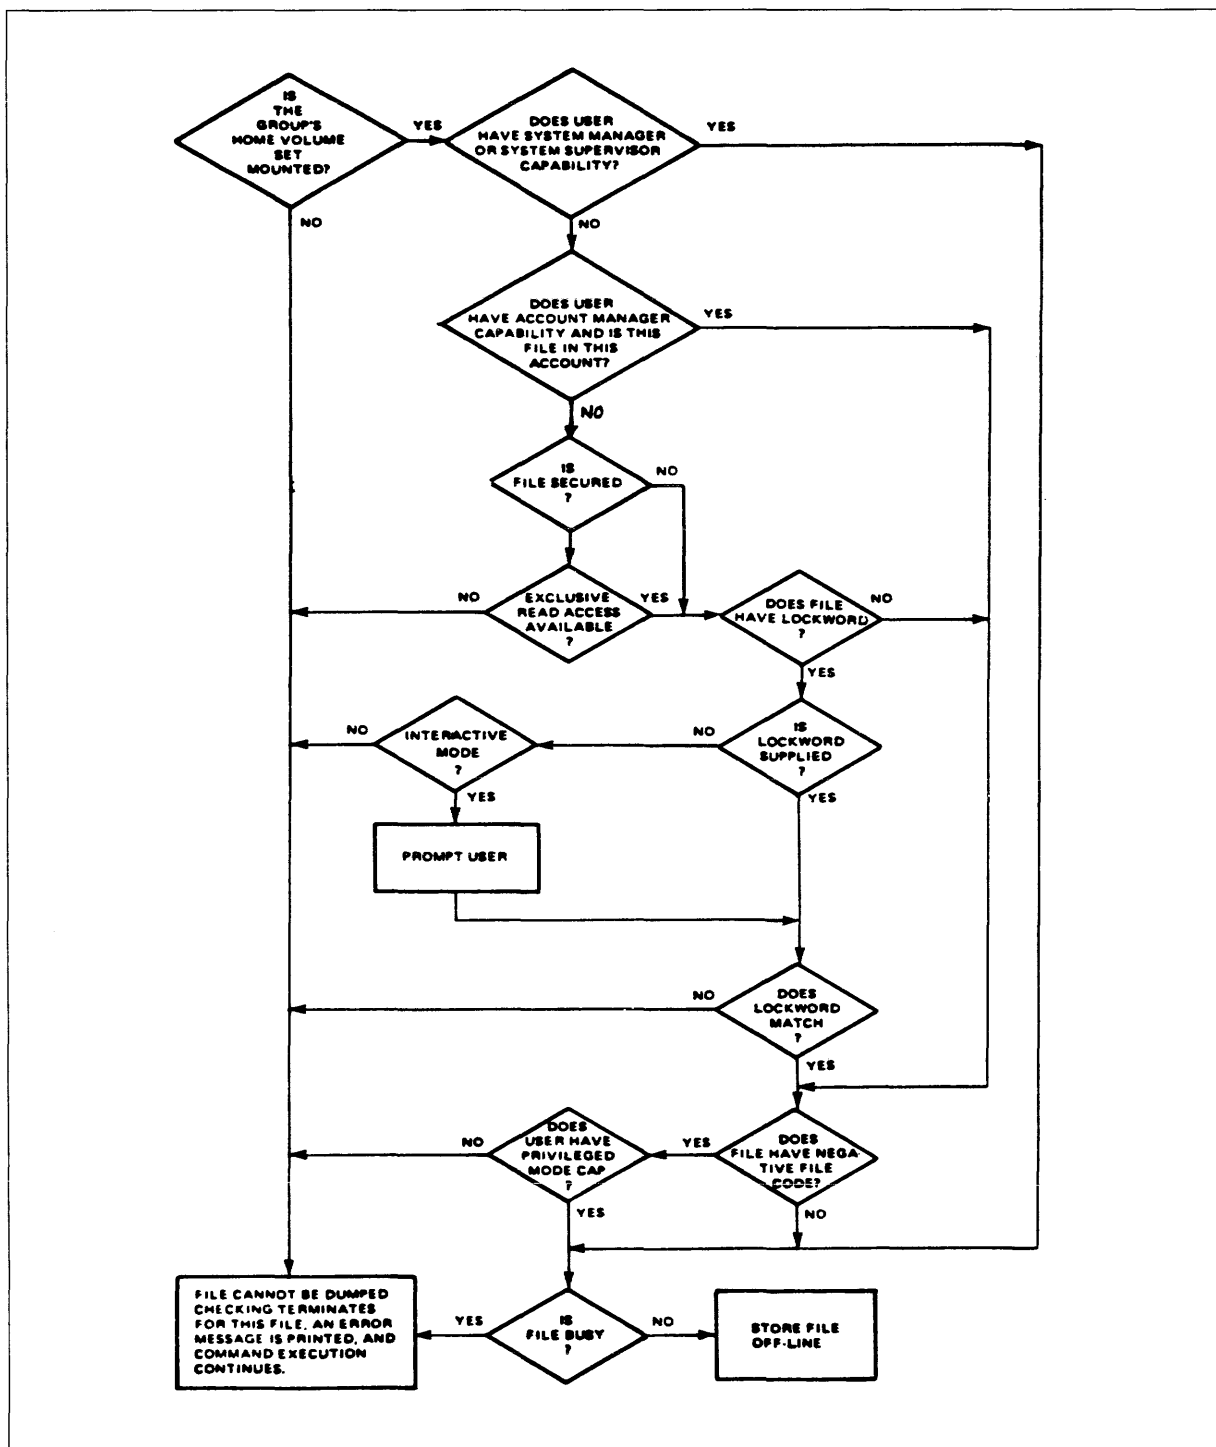 IS
THE
GROUP'S
HOME VOLUME
SET
MOUNTED?
YES
NO
DOES USER
HAVE SYSTEM MANAGER
OR SYSTEM SUPERVISOR
CAPABILITY?
YES
NO
DOES USER
HAVE ACCOUNT MANAGER
CAPABILITY AND IS THIS
FILE IN THIS
ACCOUNT?
YES
NO
IS
FILE SECURED
?
NO
EXCLUSIVE
READ ACCESS
AVAILABLE
?
NO
YES
DOES FILE
HAVE LOCKWORD
?
NO
YES
IS
LOCKWORD
SUPPLIED
?
NO
YES
INTERACTIVE
MODE
?
NO
YES
PROMPT USER
DOES
LOCKWORD
MATCH
?
NO
YES
DOES
FILE HAVE NEGA-
TIVE FILE
CODE?
YES
NO
DOES
USER HAVE
PRIVILEGED
MODE CAP
?
NO
YES
IS
FILE BUSY
?
YES
NO
FILE CANNOT BE DUMPED
CHECKING TERMINATES
FOR THIS FILE, AN ERROR
MESSAGE IS PRINTED, AND
COMMAND EXECUTION
CONTINUES.
STORE FILE
OFF-LINE